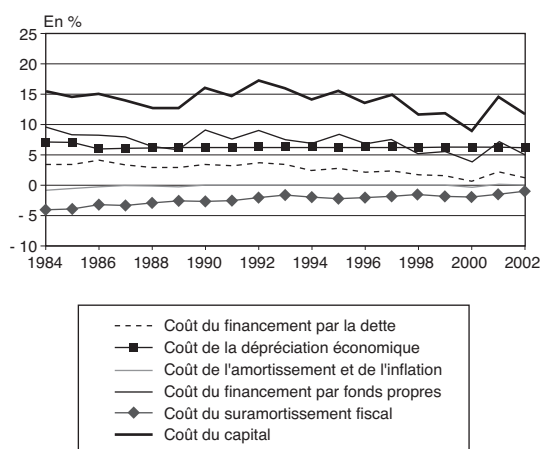 En %
25
20
15
10
5
0
- 5
- 10
1984 1986 1988 1990 1992 1994 1996 1998 2000 2002
Coût du financement par la dette
Coût de la dépréciation économique
Coût de l'amortissement et de l'inflation
Coût du financement par fonds propres
Coût du suramortissement fiscal
Coût du capital